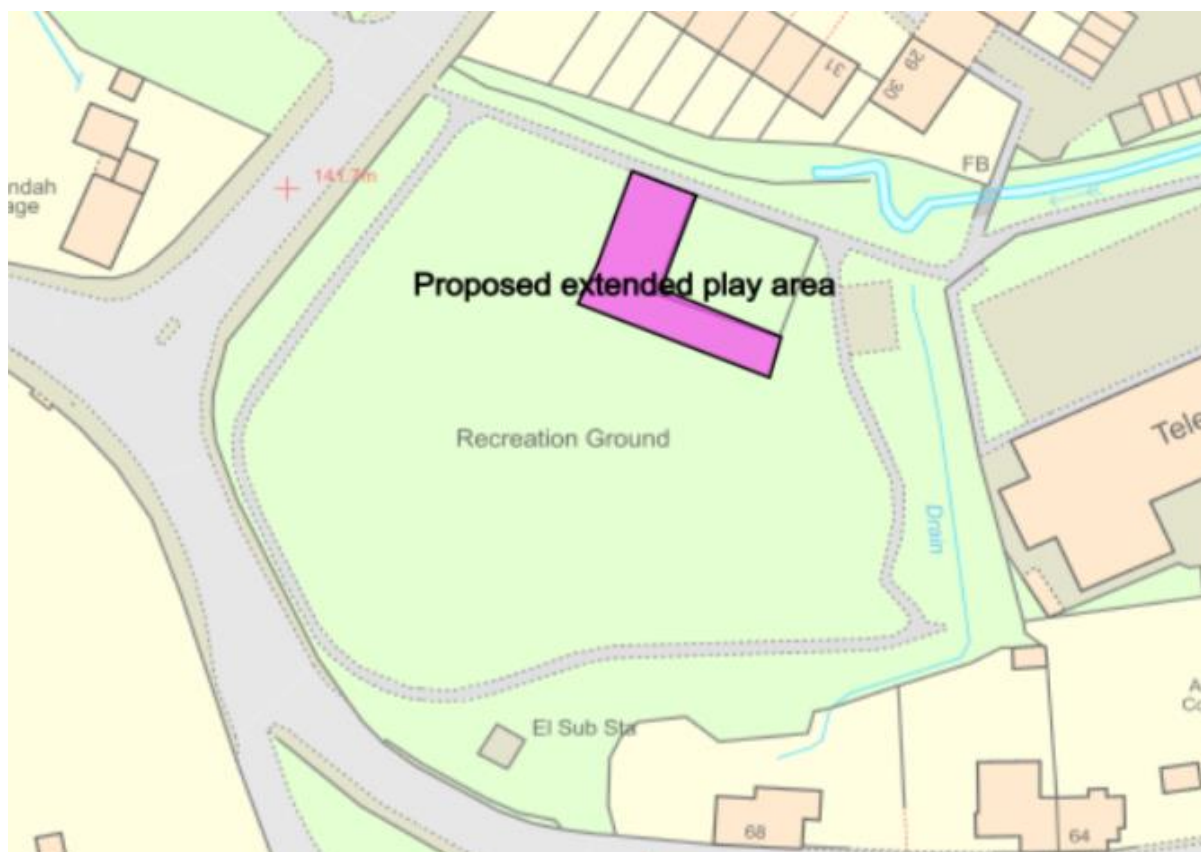 31
29
30
FB
141.7m
ndah
age
Proposed extended play area
Recreation Ground
Tele
Drain
El Sub Sta
A
Co
68
64